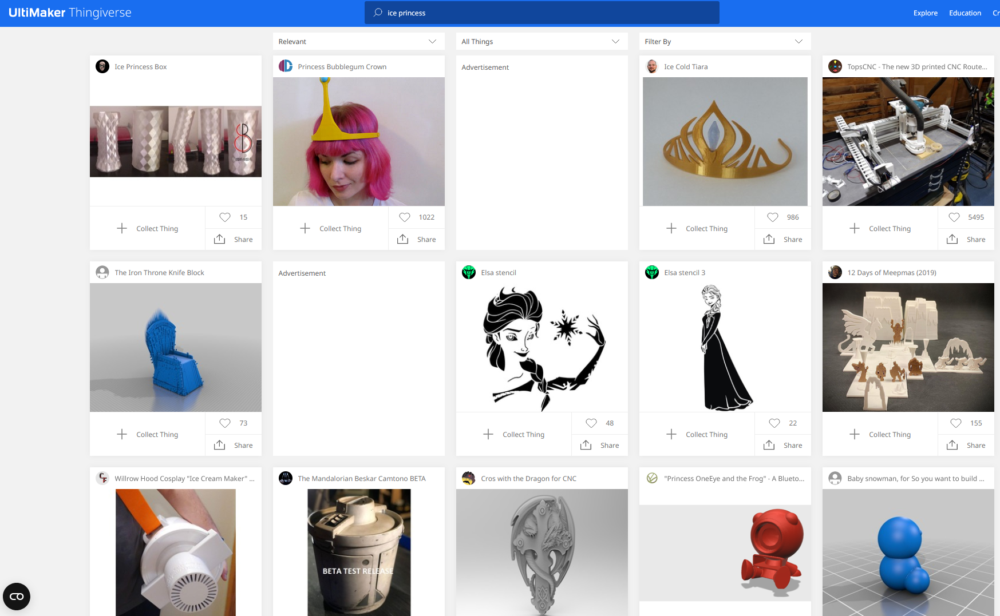 UltiMaker Thingiverse
ice princess
Explore
Education
Cr
Relevant
All Things
Filter By
Ice Princess Box
Princess Bubblegum Crown
Advertisement
Ice Cold Tiara
TopsCNC - The new 3D printed CNC Route...
15
1022
986
5495
Collect Thing
Collect Thing
Collect Thing
Collect Thing
Share
Share
Share
Share
The Iron Throne Knife Block
Advertisement
Elsa stencil
Elsa stencil 3
12 Days of Meepmas (2019)
73
48
22
155
Collect Thing
Collect Thing
Collect Thing
Collect Thing
Share
Share
Share
Share
Willrow Hood Cosplay "Ice Cream Maker" ...
The Mandalorian Beskar Camtono BETA
Cros with the Dragon for CNC
"Princess OneEye and the Frog" - A Blueto...
Baby snowman, for So you want to build ...
BETA TEST RELEASE